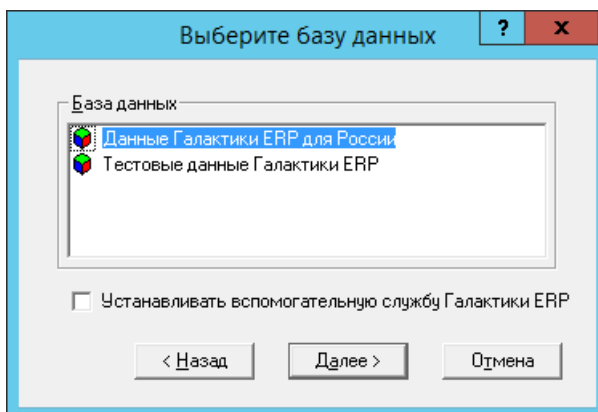 Выберите базу данных
?
x
База данных
Данные Галактики ERP для России
Тестовые данные Галактики ERP
Устанавливать вспомогательную службу Галактики ERP
< Назад
Далее >
Отмена